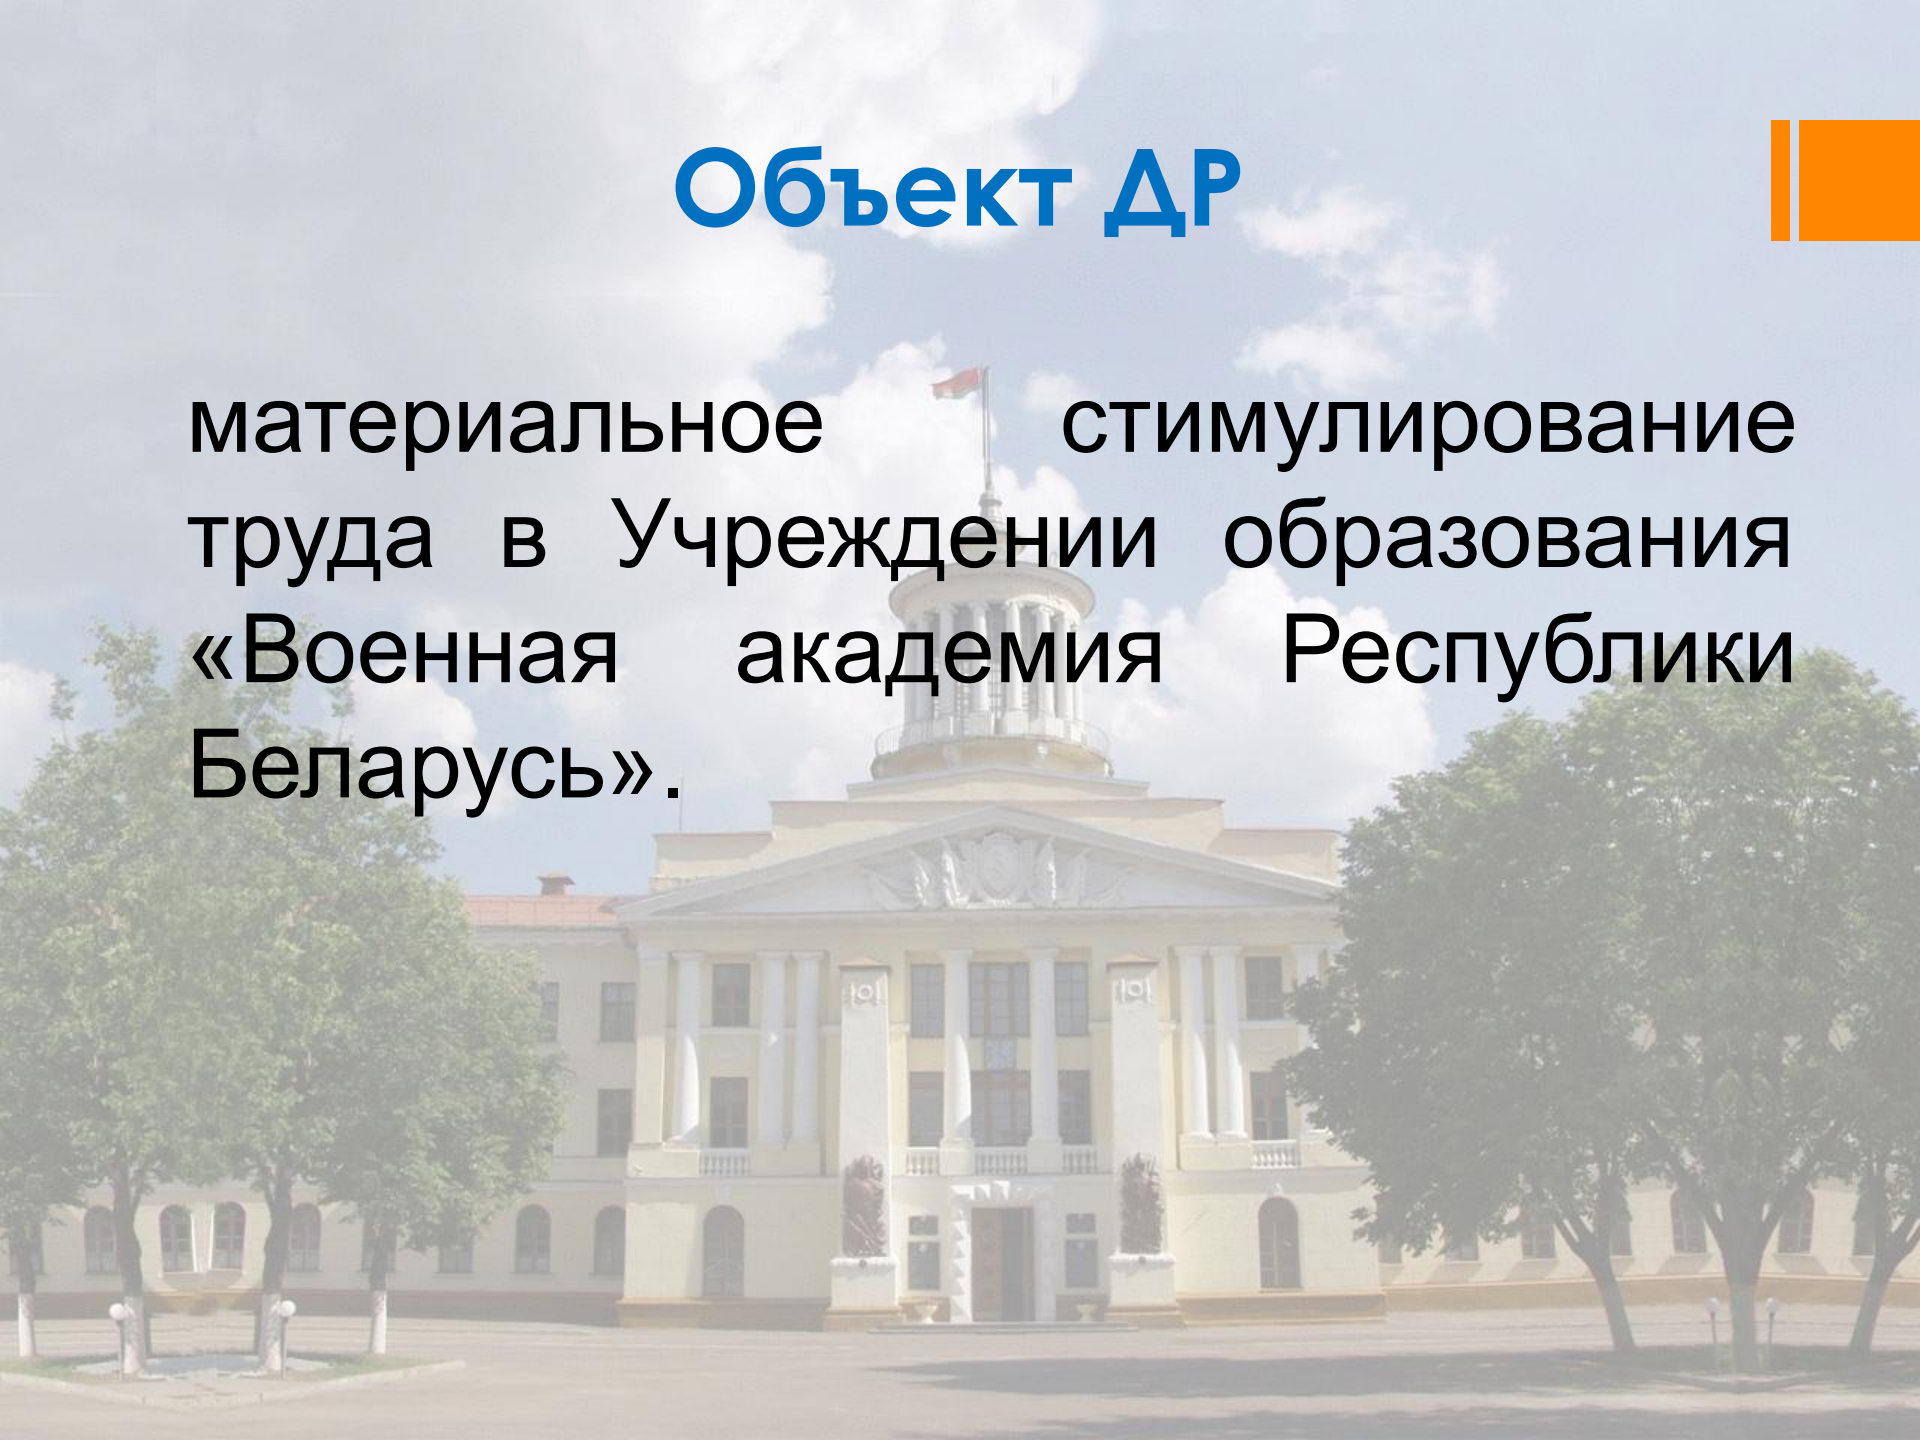 Объект ДР
материальное стимулирование
труда в Учреждении образования
«Военная академия Республики
Беларусь».